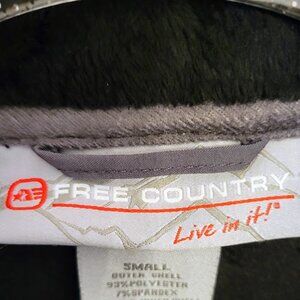 FREE COUNTRY
Live in it!®
SMALL
OUTER SHELL
93% POLYESTER
7% SPANDEX